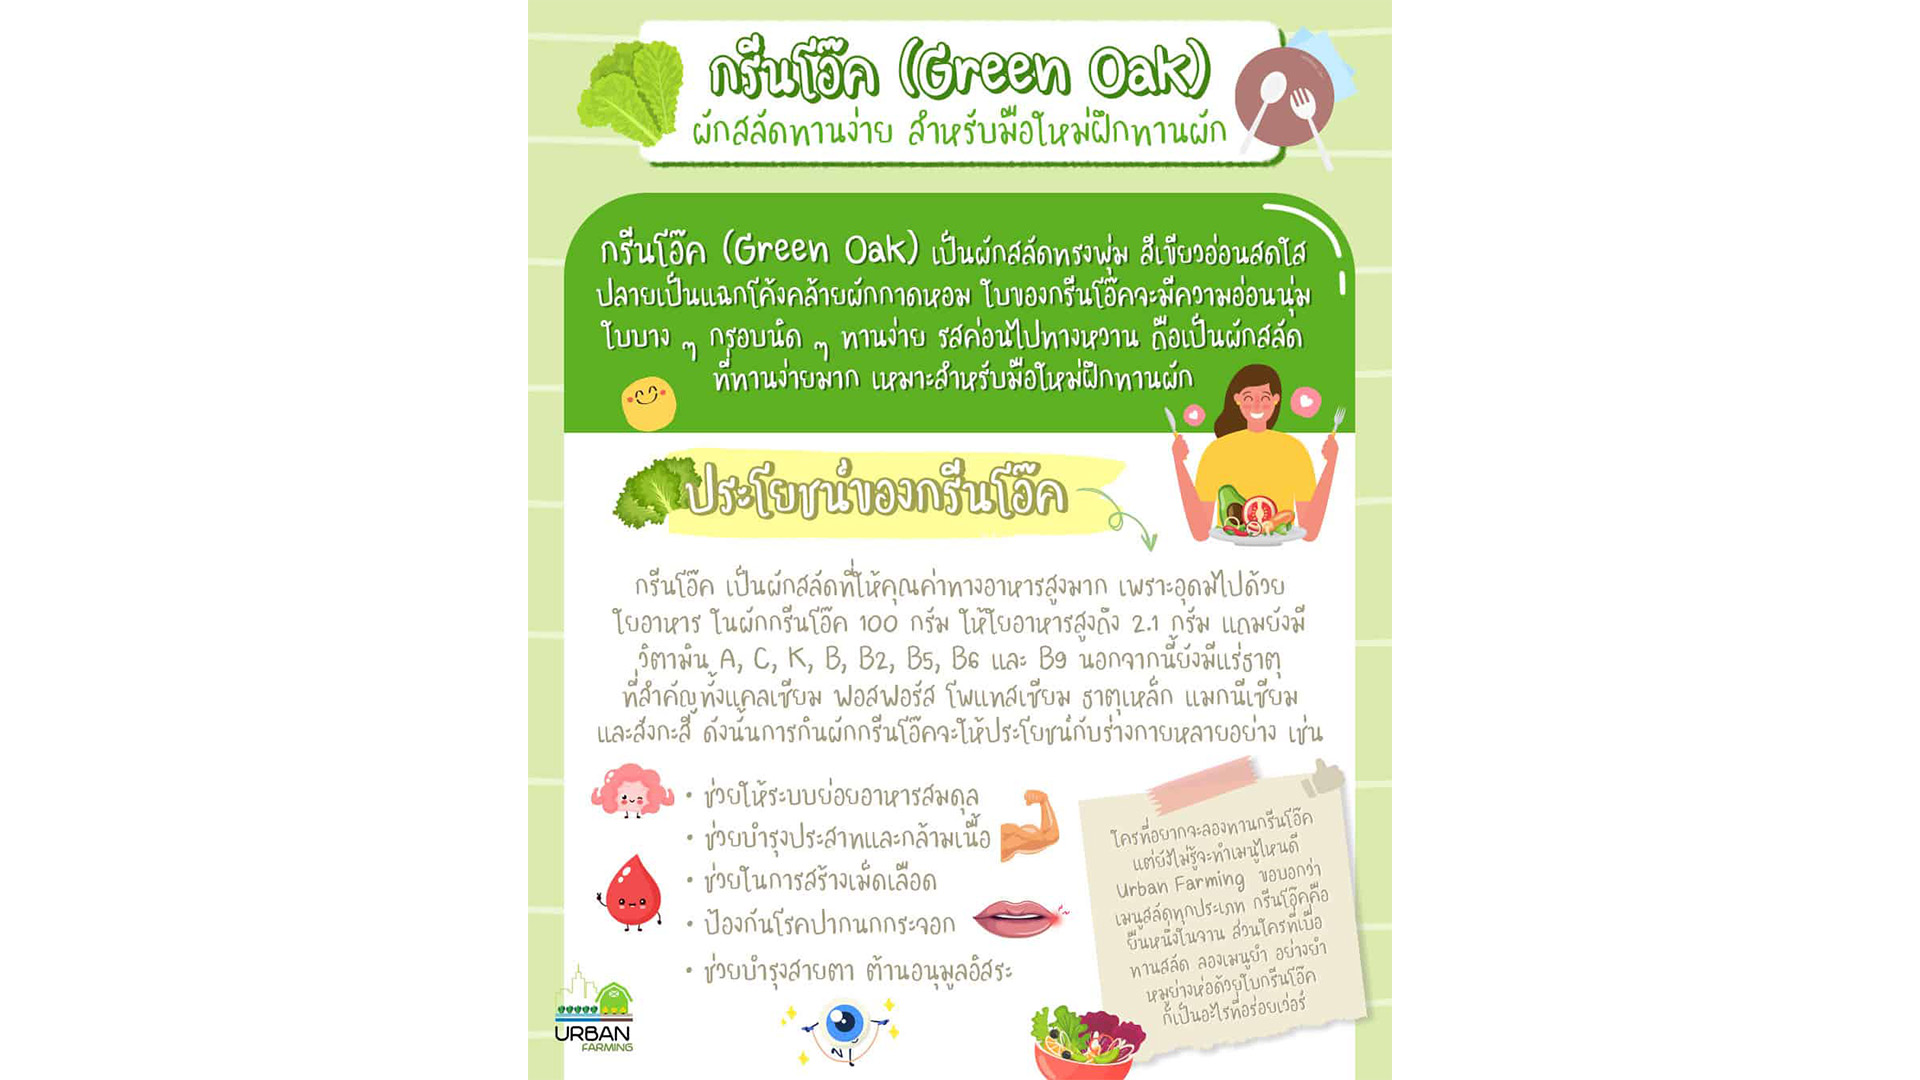 กรีนโอ๊ค (Green Oak)
ผักสลัดทานง่าย สำหรับมือใหม่ฝึกทานผัก
กรีนโอ๊ค (Green Oak) เป็นผักสลัดทรงพุ่ม สีเขียวอ่อนสดใส
ปลายเป็นแฉกโค้งคล้ายผักกาดหอม ใบของกรีนโอ๊คจะมีความอ่อนนุ่ม
ใบบาง ๆ กรอบนิด ๆ ทานง่าย รสค่อนไปทางหวาน ถือเป็นผักสลัด
ที่ทานง่ายมาก เหมาะสำหรับมือใหม่ฝึกทานผัก
ประโยชน์ของกรีนโอ๊ค
กรีนโอ๊ค เป็นผักสลัดที่ให้คุณค่าทางอาหารสูงมาก เพราะอุดมไปด้วย
ใยอาหาร ในผักกรีนโอ๊ค 100 กรัม ให้ใยอาหารสูงถึง 2.1 กรัม แถมยังมี
วิตามิน A, C, K, B, B2, B5, B6 และ B9 นอกจากนี้ยังมีแร่ธาตุ
ที่สำคัญทั้งแคลเซียม ฟอสฟอรัส โพแทสเซียม ธาตุเหล็ก แมกนีเซียม
และสังกะสี ดังนั้นการกินผักกรีนโอ๊คจะให้ประโยชน์กับร่างกายหลายอย่าง เช่น
• ช่วยให้ระบบย่อยอาหารสมดุล
• ช่วยบำรุงประสาทและกล้ามเนื้อ
• ช่วยในการสร้างเม็ดเลือด
• ป้องกันโรคปากนกกระจอก
• ช่วยบำรุงสายตา ต้านอนุมูลอิสระ
ใครที่อยากจะลองทานกรีนโอ๊ค
แต่ยังไม่รู้จะทำเมนูไหนดี
Urban Farming ขอบอกว่า
เมนูสลัดทุกประเภท กรีนโอ๊คคือ
ยืนหนึ่งในจาน ส่วนใครที่เบื่อ
ทานสลัด ลองเมนูยำ อย่างยำ
หมูย่างห่อด้วยใบกรีนโอ๊ค
ก็เป็นอะไรที่อร่อยเว่อร์
URBAN
FARMING